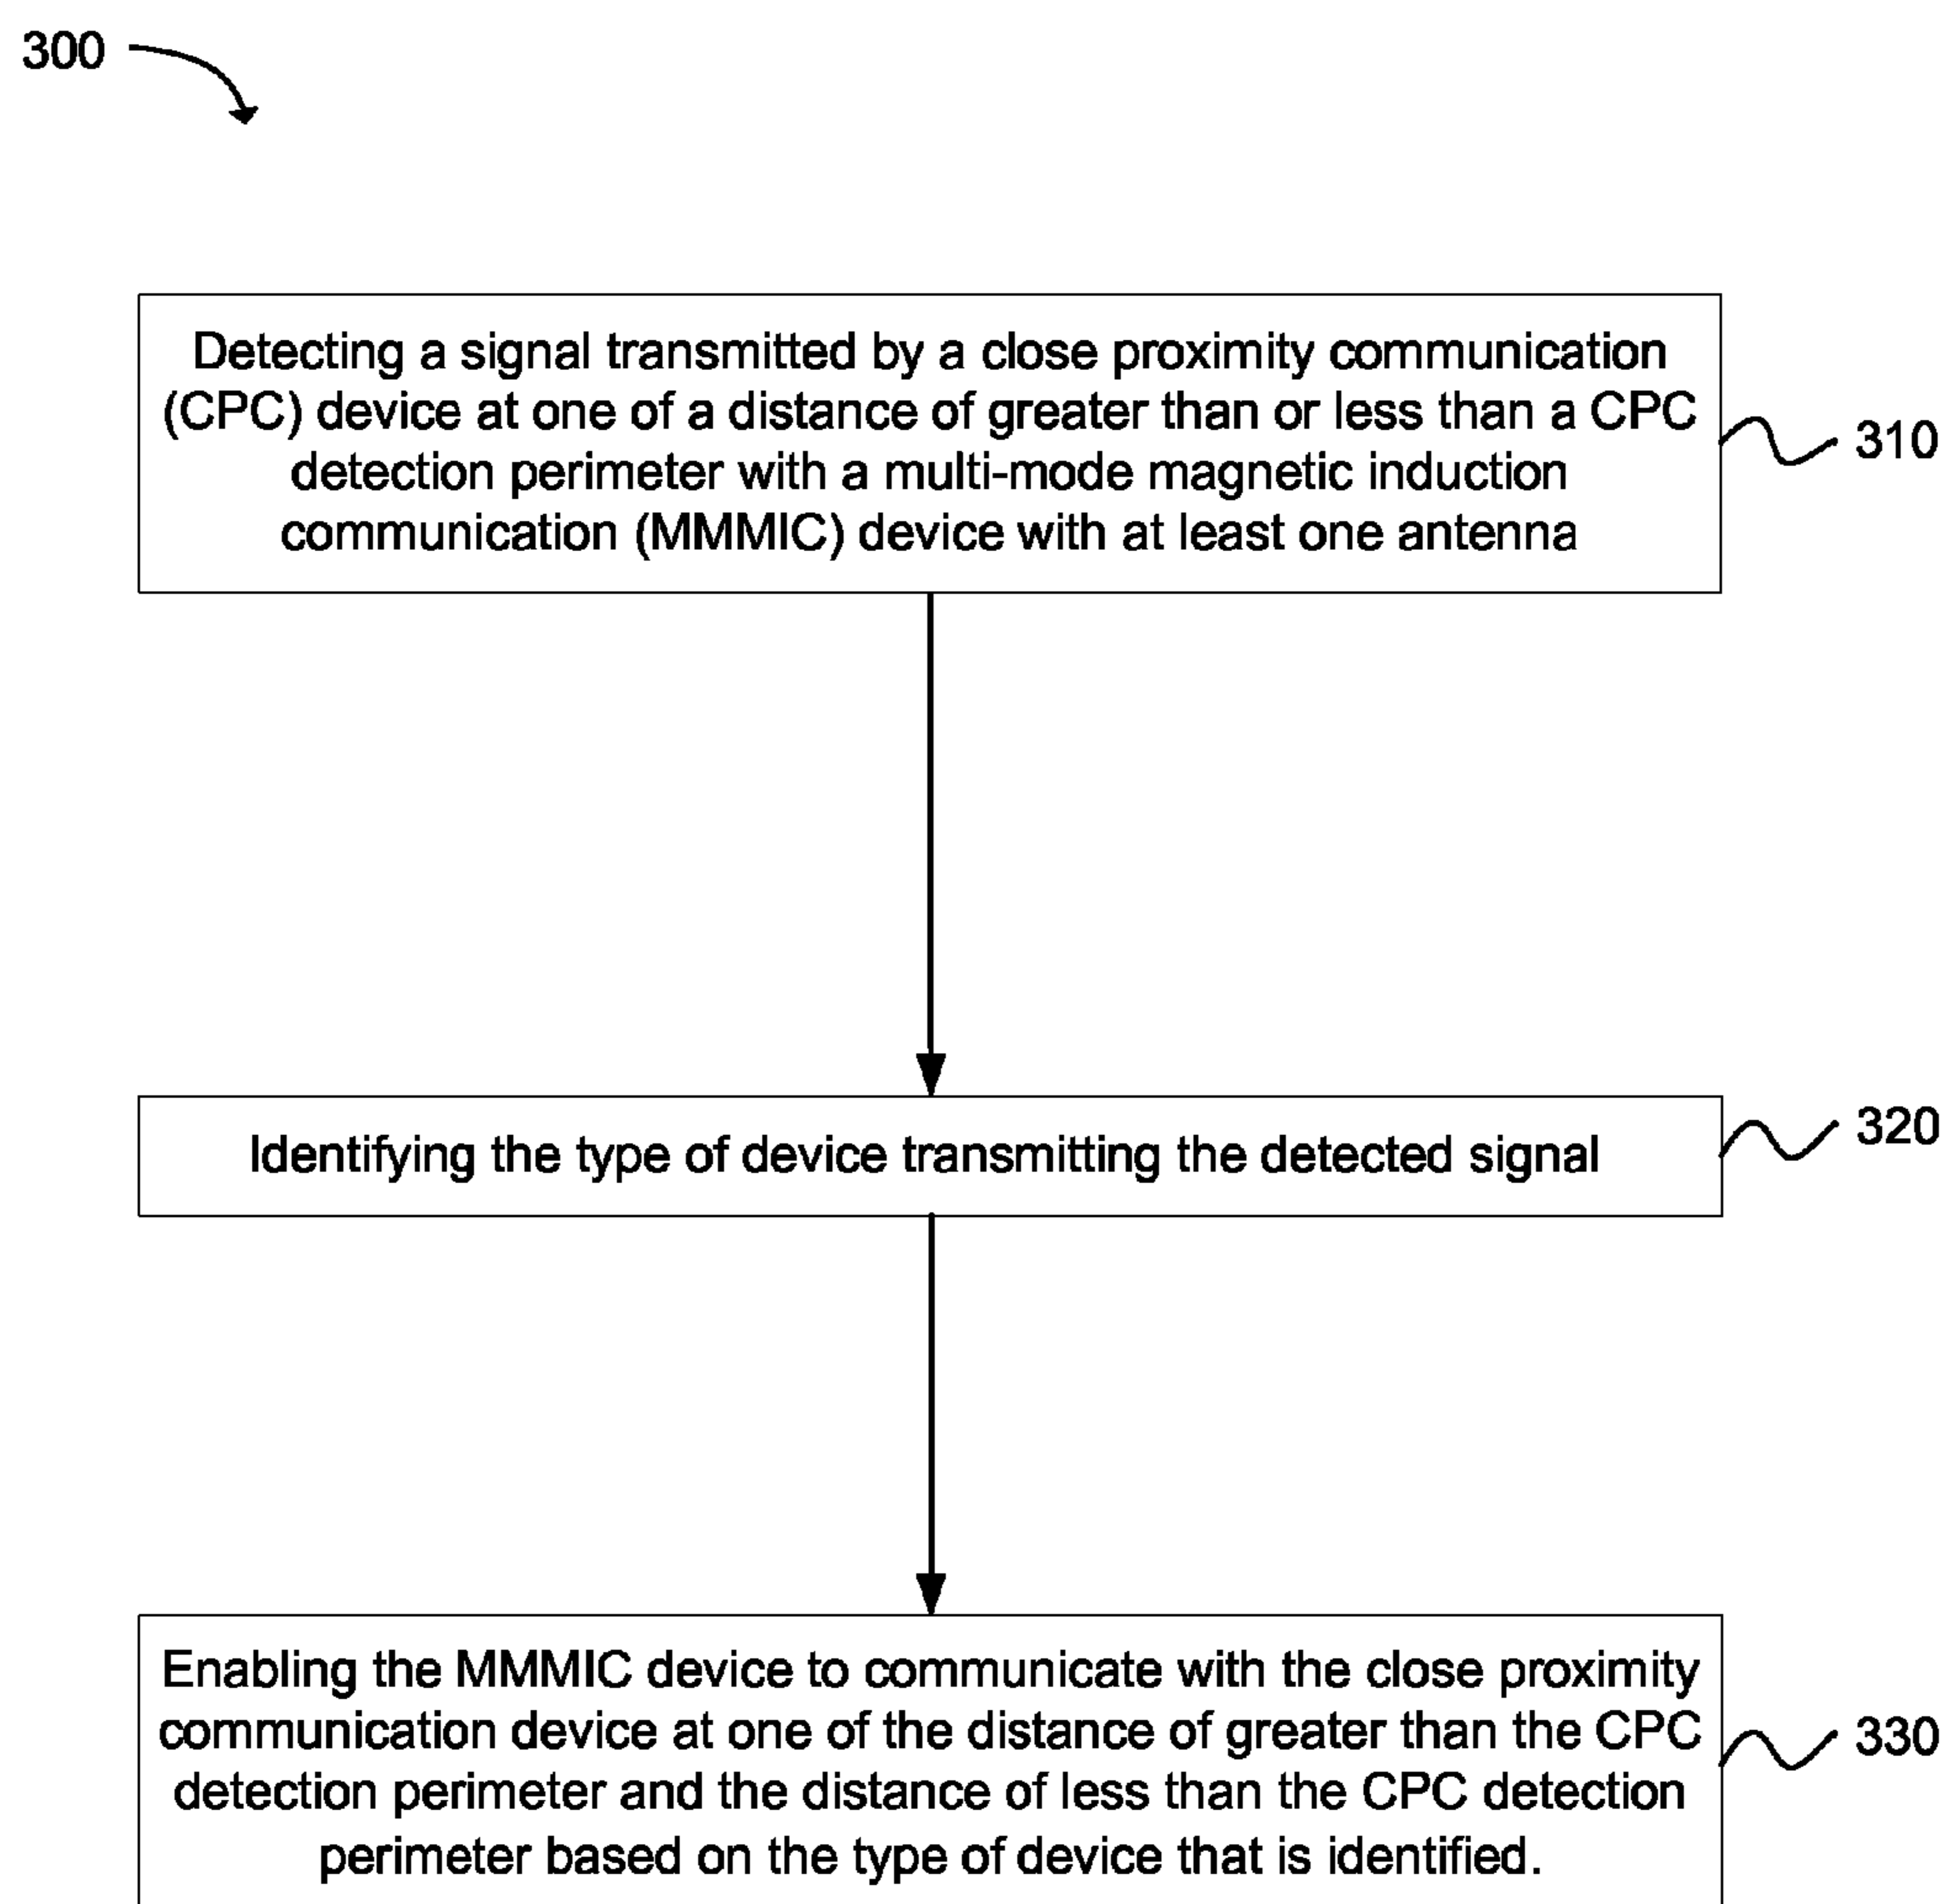 300
Detecting a signal transmitted by a close proximity communication
(CPC) device at one of a distance of greater than or less than a CPC
detection perimeter with a multi-mode magnetic induction
communication (MMMIC) device with at least one antenna
310
Identifying the type of device transmitting the detected signal
320
Enabling the MMMIC device to communicate with the close proximity
communication device at one of the distance of greater than the CPC
detection perimeter and the distance of less than the CPC detection
perimeter based on the type of device that is identified.
330